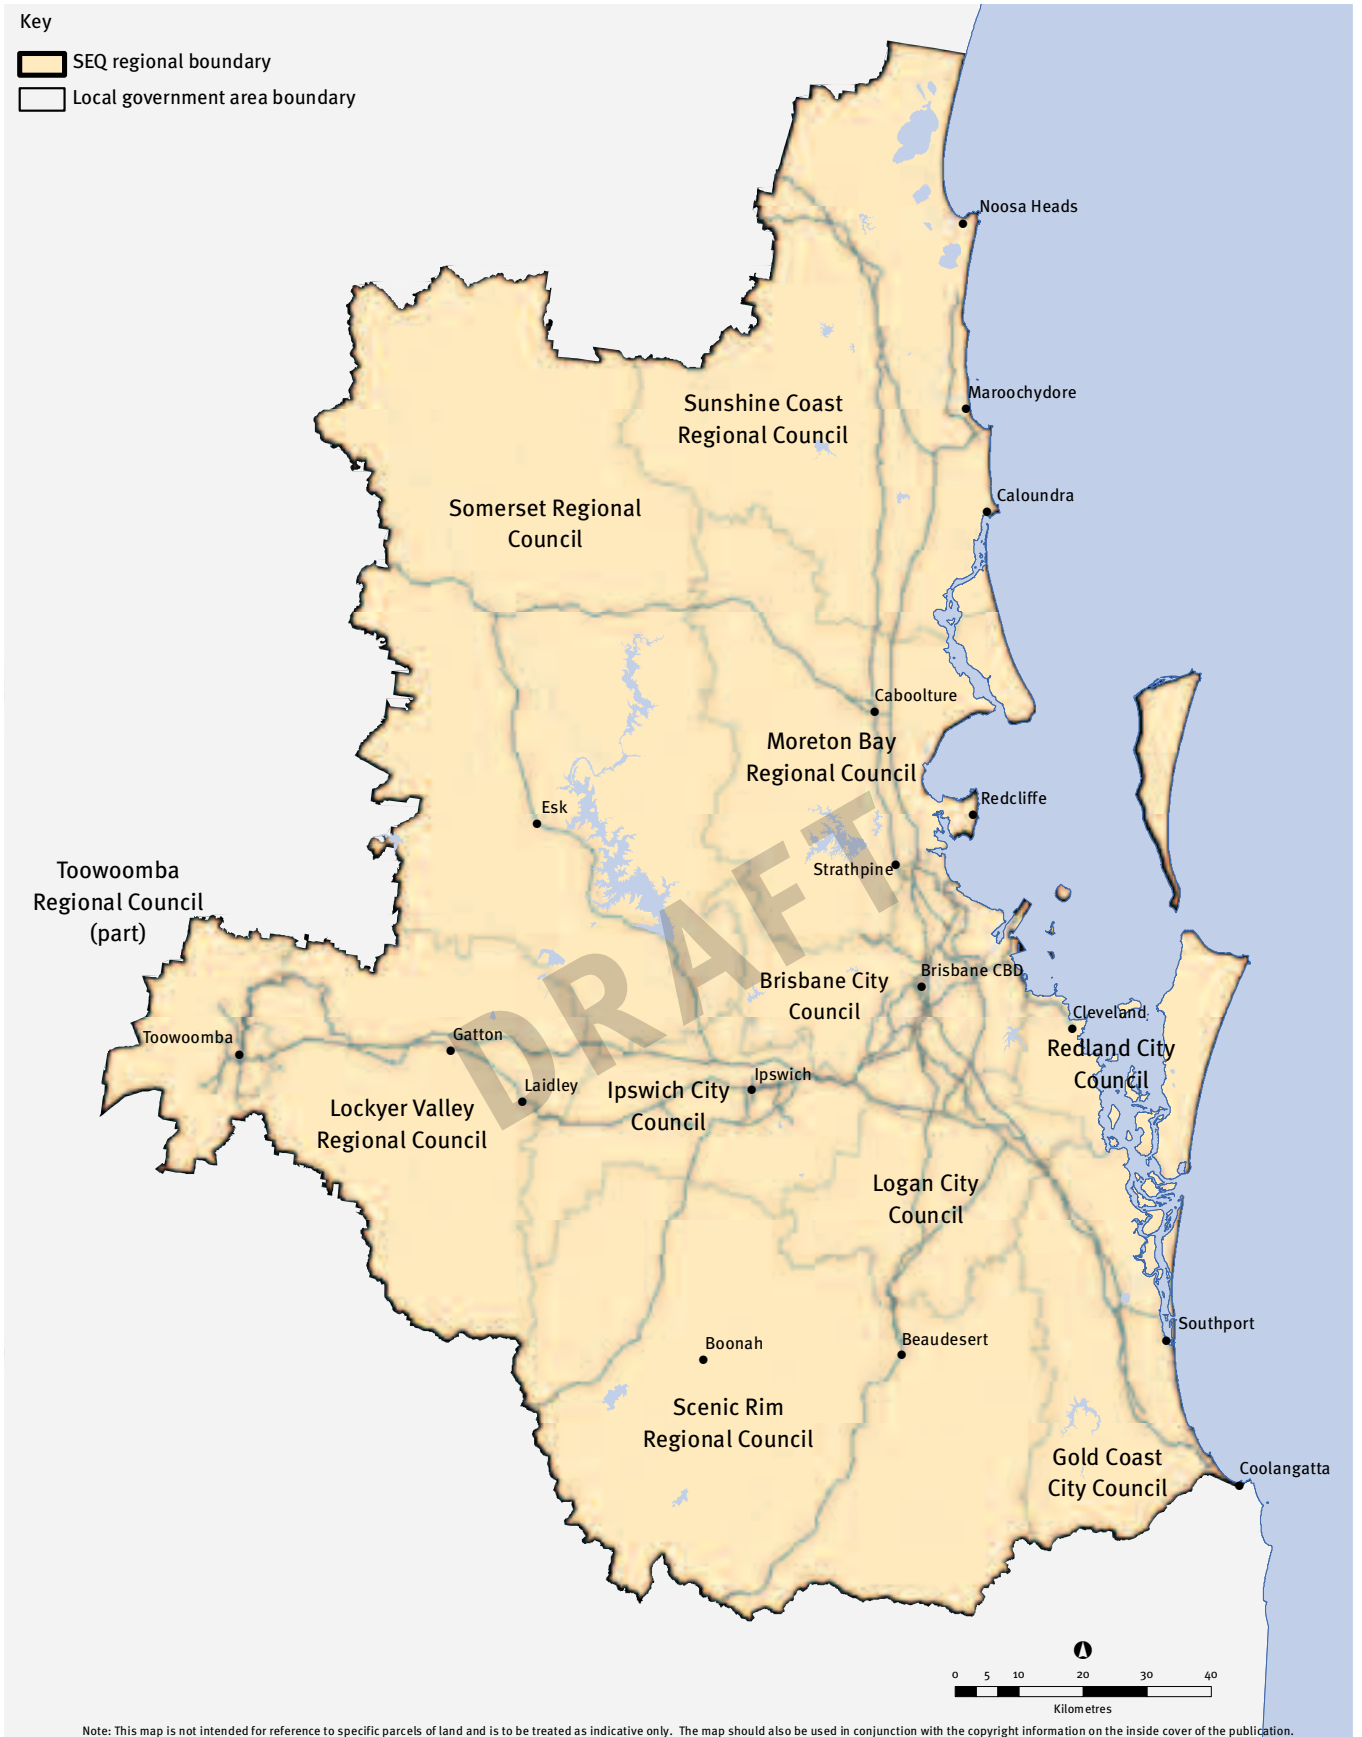 Key
SEQ regional boundary
Local government area boundary
Noosa Heads
Maroochydore
Sunshine Coast
Regional Council
Caloundra
Somerset Regional
Council
Caboolture
Moreton Bay
Regional Council
Redcliffe
Esk
Strathpine
Toowoomba
Regional Council
(part)
DRAFT
Brisbane CBD
Brisbane City
Council
Cleveland
Redland City
Council
Toowoomba
Gatton
Laidley
Ipswich
Ipswich City
Council
Lockyer Valley
Regional Council
Logan City
Council
Southport
Boonah
Beaudesert
Scenic Rim
Regional Council
Gold Coast
City Council
Coolangatta
0 5 10 20 30 40
Kilometres
Note: This map is not intended for reference to specific parcels of land and is to be treated as indicative only. The map should also be used in conjunction with the copyright information on the inside cover of the publication.